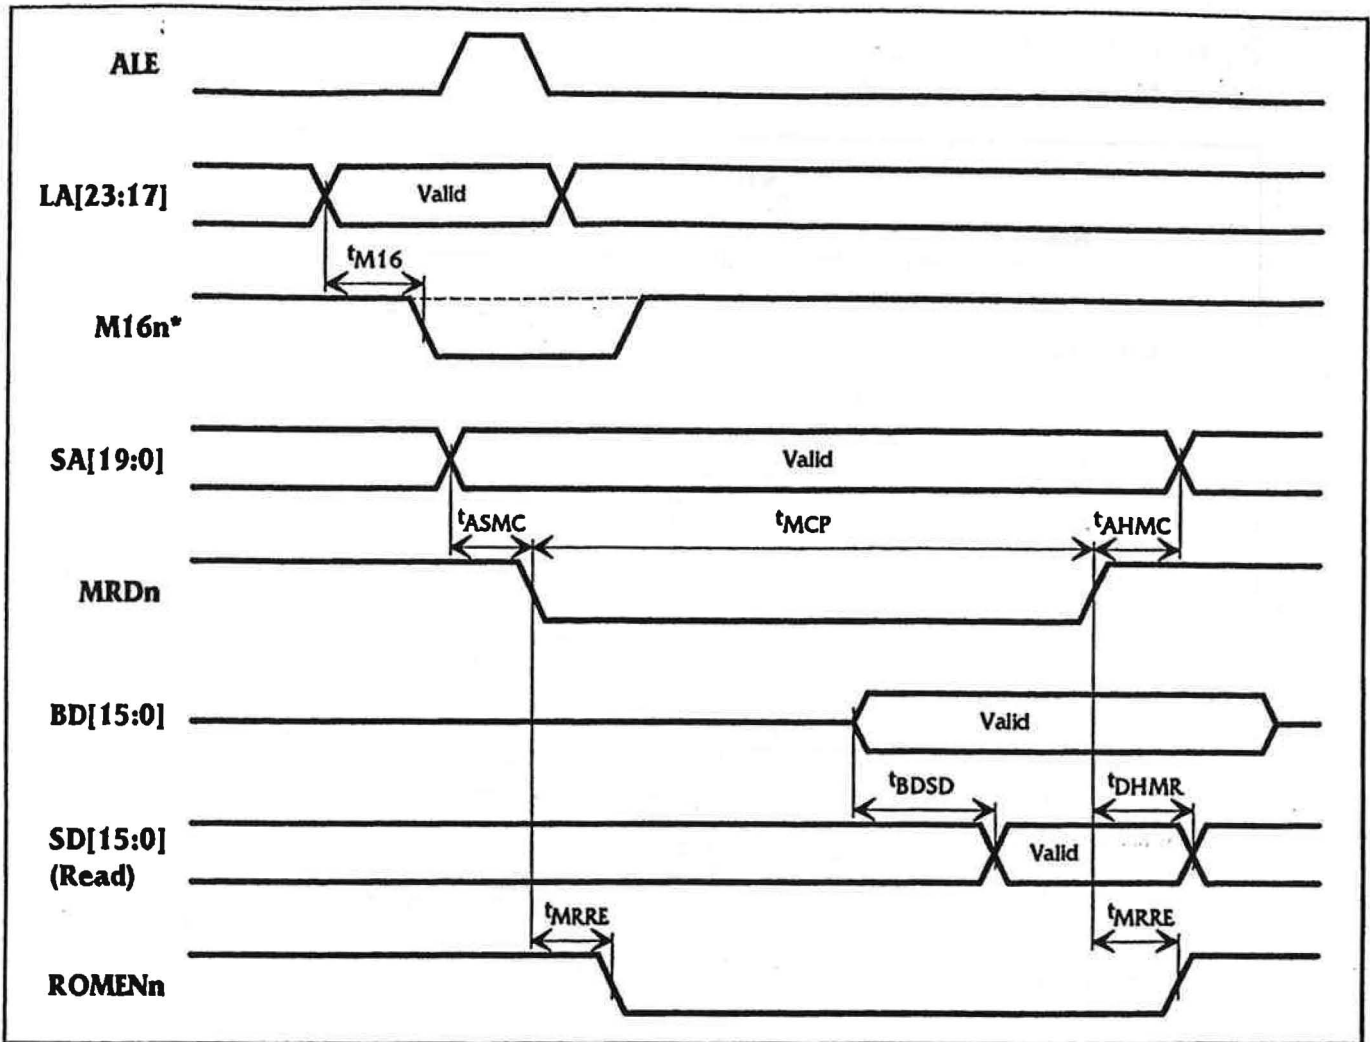 ALE
LA[23:17]
Valid
tM16
M16n*
SA[19:0]
Valid
tASMC
tMCP
tAHMC
MRDn
BD[15:0]
Valid
tBDSD
tDHMR
SD[15:0]
(Read)
Valid
tMRRE
tMRRE
ROMENn